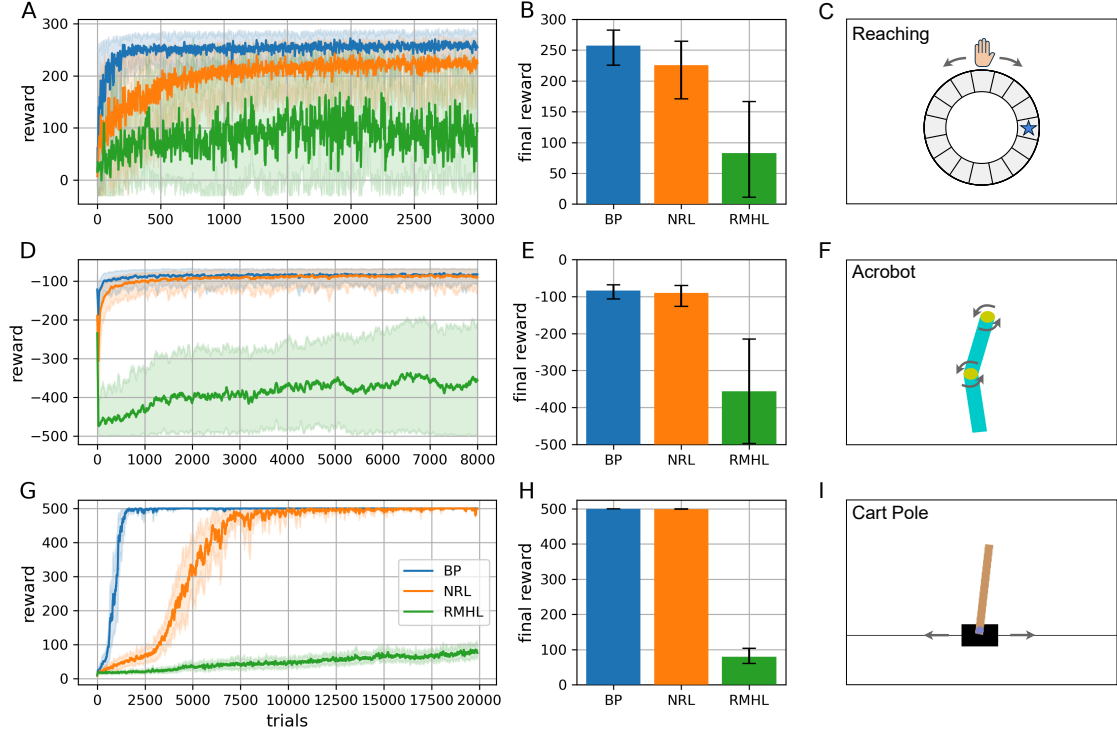 A
300
200
100
0
reward
0 500 1000 1500 2000 2500 3000
B
300
250
200
150
100
50
0
final reward
BP NRL RMHL
C
Reaching
D
−100
−200
−300
−400
−500
reward
0 1000 2000 3000 4000 5000 6000 7000 8000
E
0
−100
−200
−300
−400
−500
final reward
BP NRL RMHL
F
Acrobot
G
500
400
300
200
100
0
reward
BP
NRL
RMHL
0 2500 5000 7500 10000 12500 15000 17500 20000
trials
H
500
400
300
200
100
0
final reward
BP NRL RMHL
I
Cart Pole